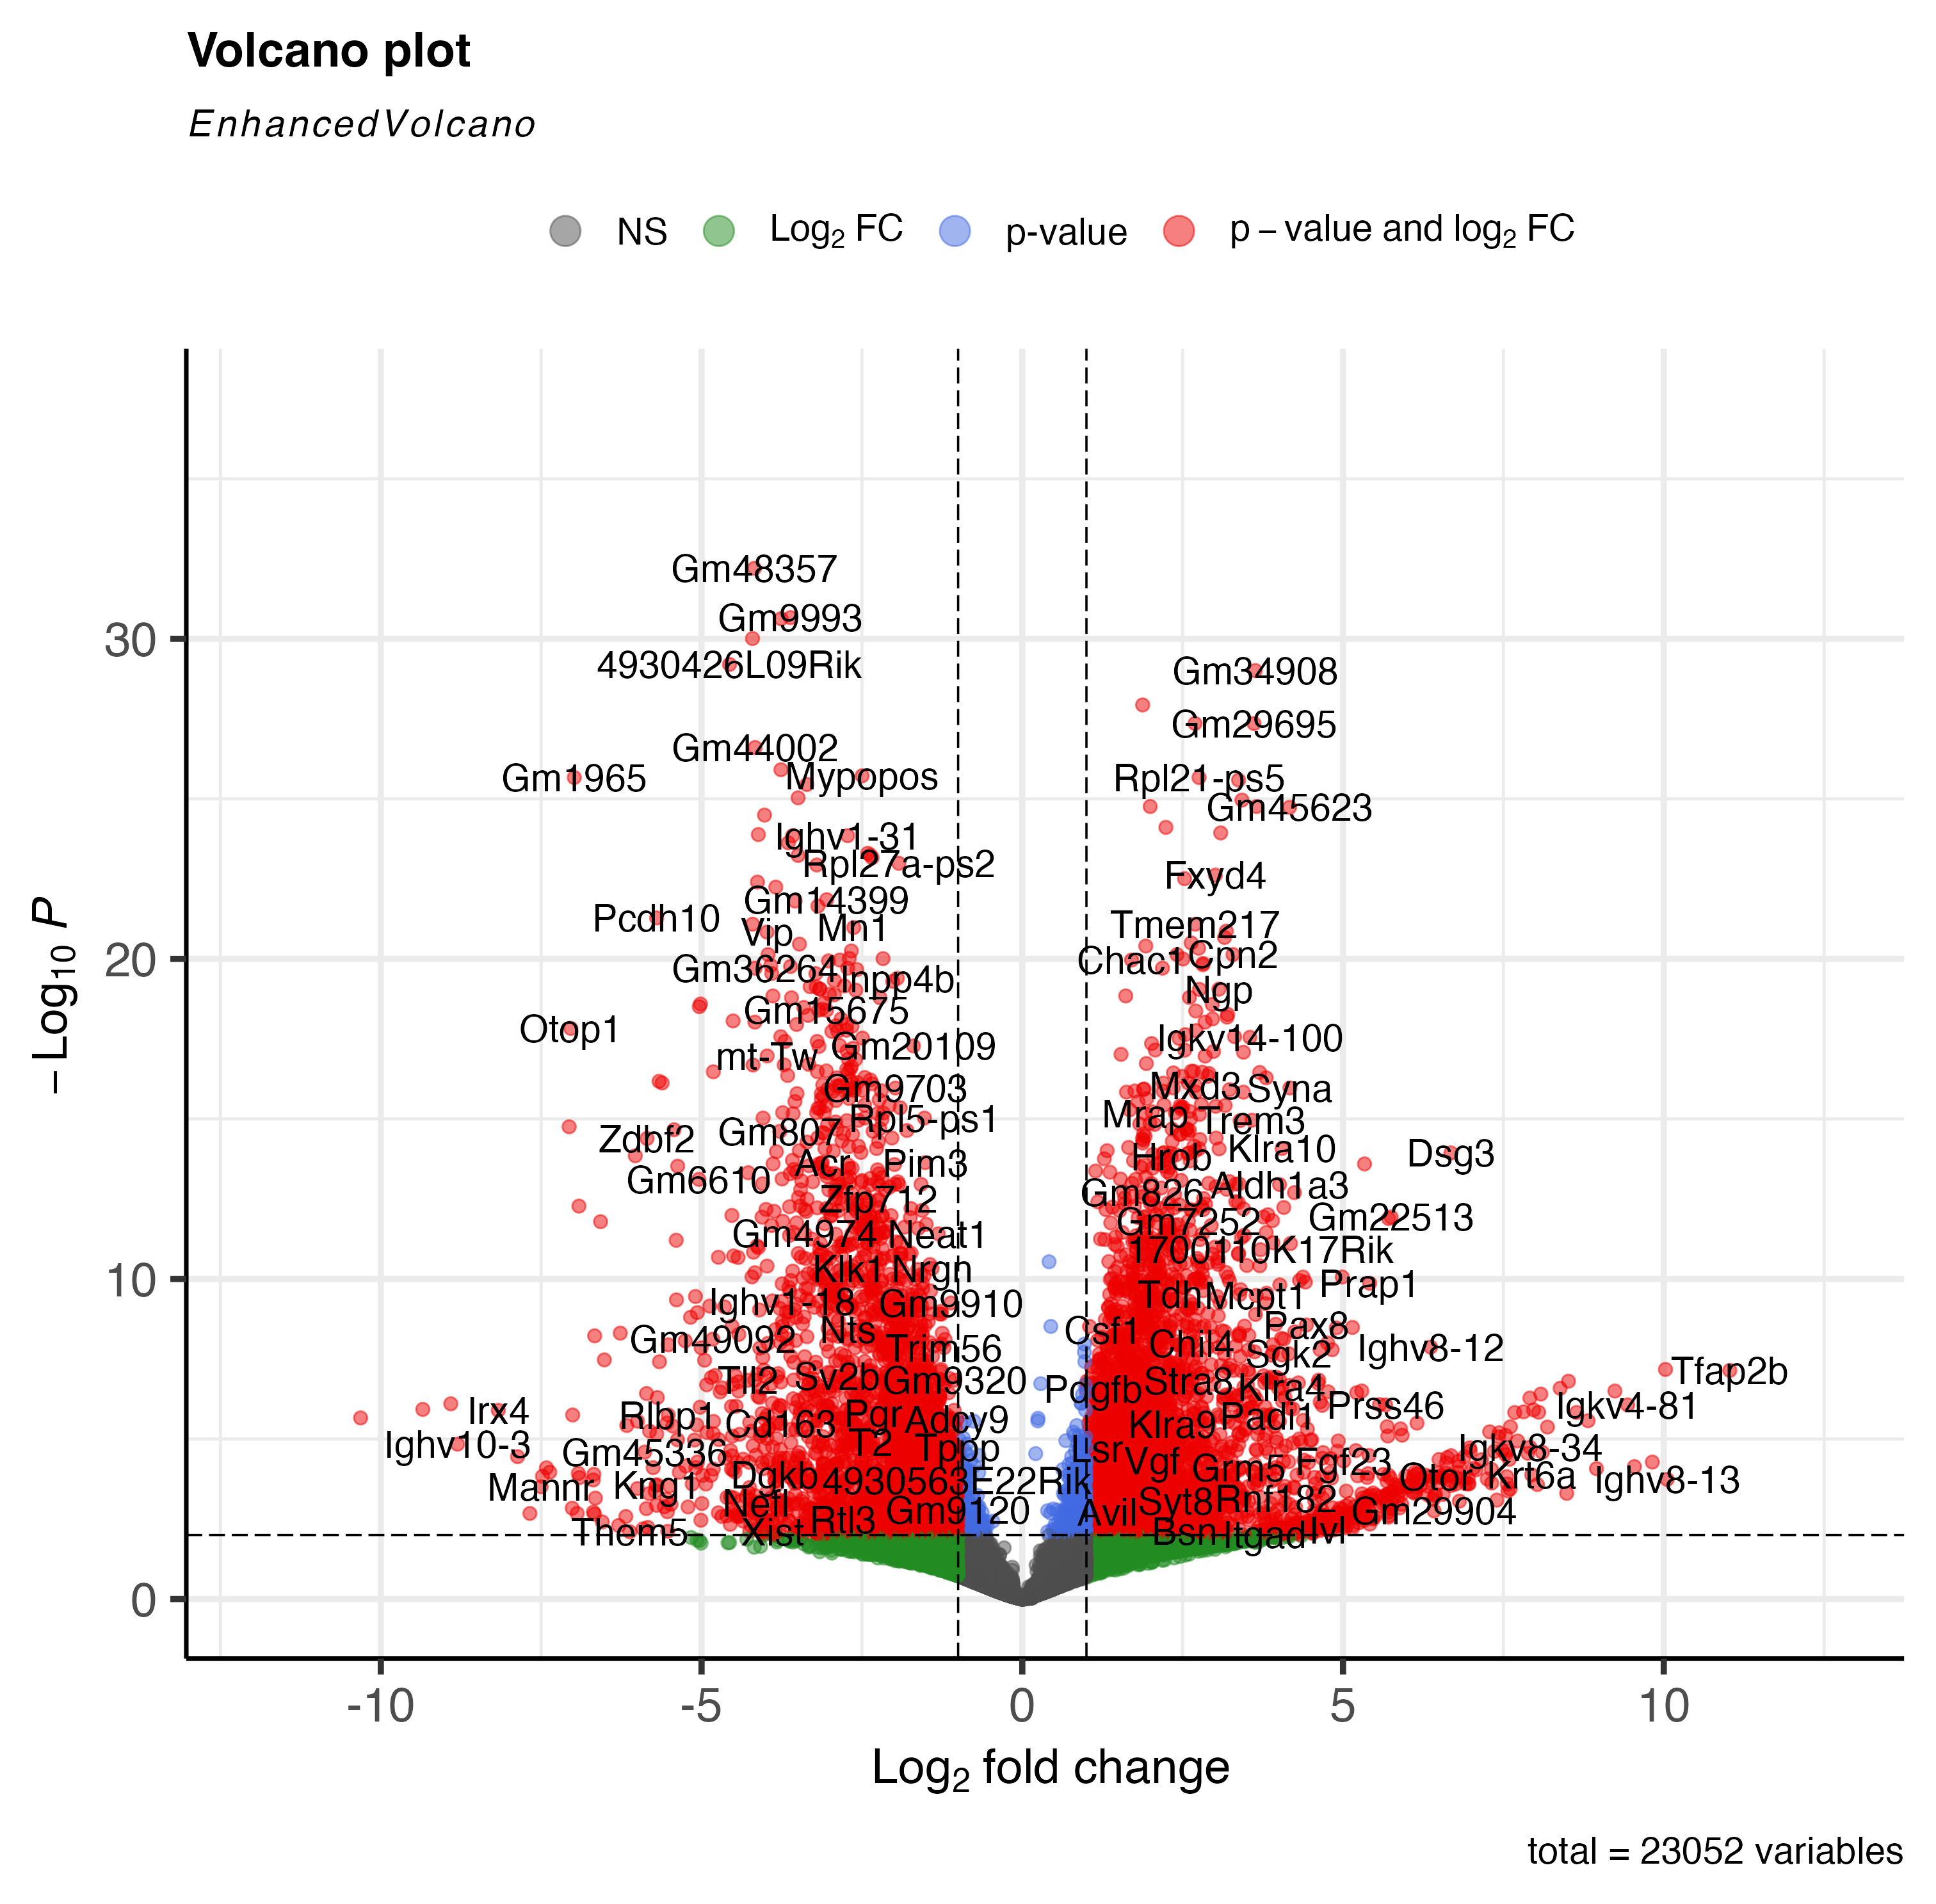 Volcano plot
EnhancedVolcano
NS Log2 FC p-value p – value and log2 FC
–Log10 P
30
20
10
0
Gm48357
Gm9993
4930426L09Rik
Gm34908
Gm29695
Gm44002
Gm1965
Mypopos
Rpl21-ps5
Gm45623
Ighv1-31
Rpl27a-ps2
Fxyd4
Gm14399
Pcdh10
Vip
Mn1
Tmem217
Chac1
Cpn2
Gm36264
Inpp4b
Ngp
Gm15675
Otop1
Igkv14-100
mt-Tw
Gm20109
Gm9703
Mxd3
Syna
Rpl5-ps1
Mrap
Trem3
Zdbf2
Gm807
Klra10
Dsg3
Acr
Pim3
Hrob
Gm6610
Gm826
Aldh1a3
Zfp712
Gm7252
Gm22513
Gm4974
Neat1
1700110K17Rik
Klk1
Nrgn
Prap1
Ighv1-18
Gm9910
Tdh
Mcpt1
Nts
Csf1
Pax8
Gm49092
Trim56
Chil4
Sgk2
Ighv8-12
Tfap2b
Tll2
Sv2b
Gm9320
Pdgfb
Stra8
Klra4
Irx4
Rlbp1
Cd163
Pgr
Adcy9
Klra9
Padi1
Prss46
Igkv4-81
Ighv10-3
Gm45336
T2
Tppp
Lsr
Vgf
Grm5
Fgf23
Igkv8-34
Mannr
Kng1
Dgkb
4930563E22Rik
Otor
Krt6a
Ighv8-13
Nefl
Rtl3
Gm9120
Avil
Syt8
Rnf182
Gm29904
Them5
Xist
Bsn
Itgad
Ivl
-10 -5 0 5 10
Log2 fold change
total = 23052 variables